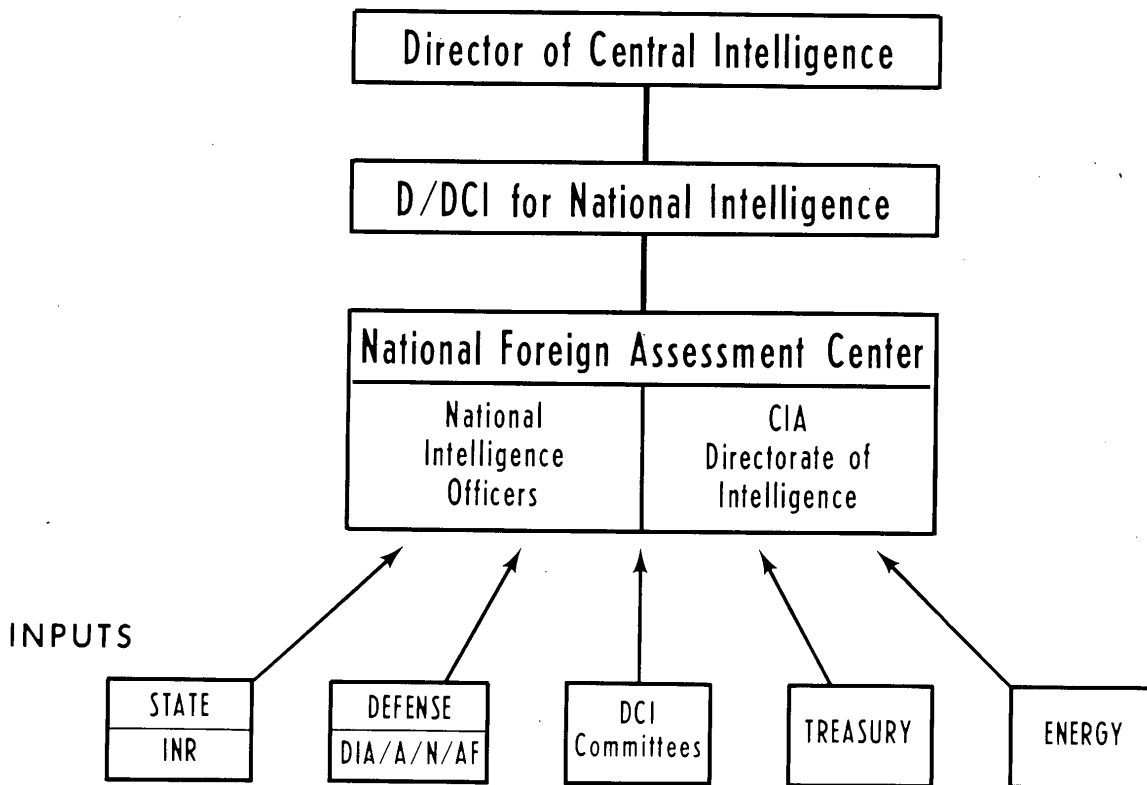 Director of Central Intelligence
D/DCI for National Intelligence
National Foreign Assessment Center
National
Intelligence
Officers
CIA
Directorate of
Intelligence
INPUTS
STATE
INR
DEFENSE
DIA/A/N/AF
DCI
Committees
TREASURY
ENERGY